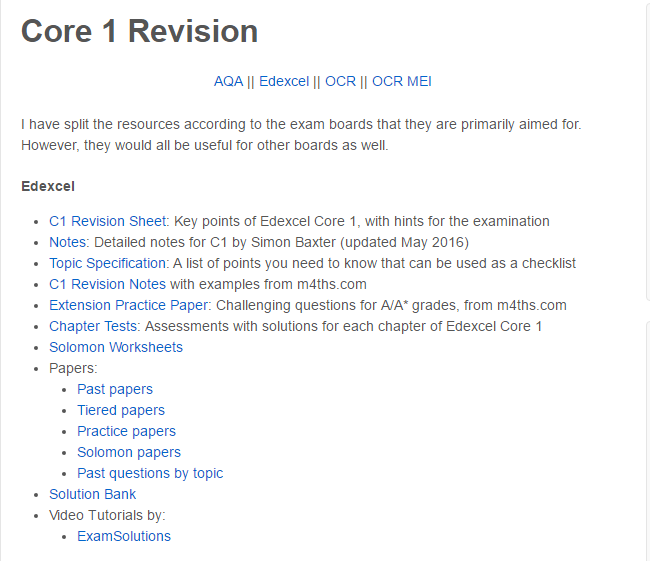 Core 1 Revision
AQA || Edexcel || OCR || OCR MEI
I have split the resources according to the exam boards that they are primarily aimed for.
However, they would all be useful for other boards as well.
Edexcel
• C1 Revision Sheet: Key points of Edexcel Core 1, with hints for the examination
• Notes: Detailed notes for C1 by Simon Baxter (updated May 2016)
• Topic Specification: A list of points you need to know that can be used as a checklist
• C1 Revision Notes with examples from m4ths.com
• Extension Practice Paper: Challenging questions for A/A* grades, from m4ths.com
• Chapter Tests: Assessments with solutions for each chapter of Edexcel Core 1
• Solomon Worksheets
• Papers:
• Past papers
• Tiered papers
• Practice papers
• Solomon papers
• Past questions by topic
• Solution Bank
• Video Tutorials by:
• ExamSolutions